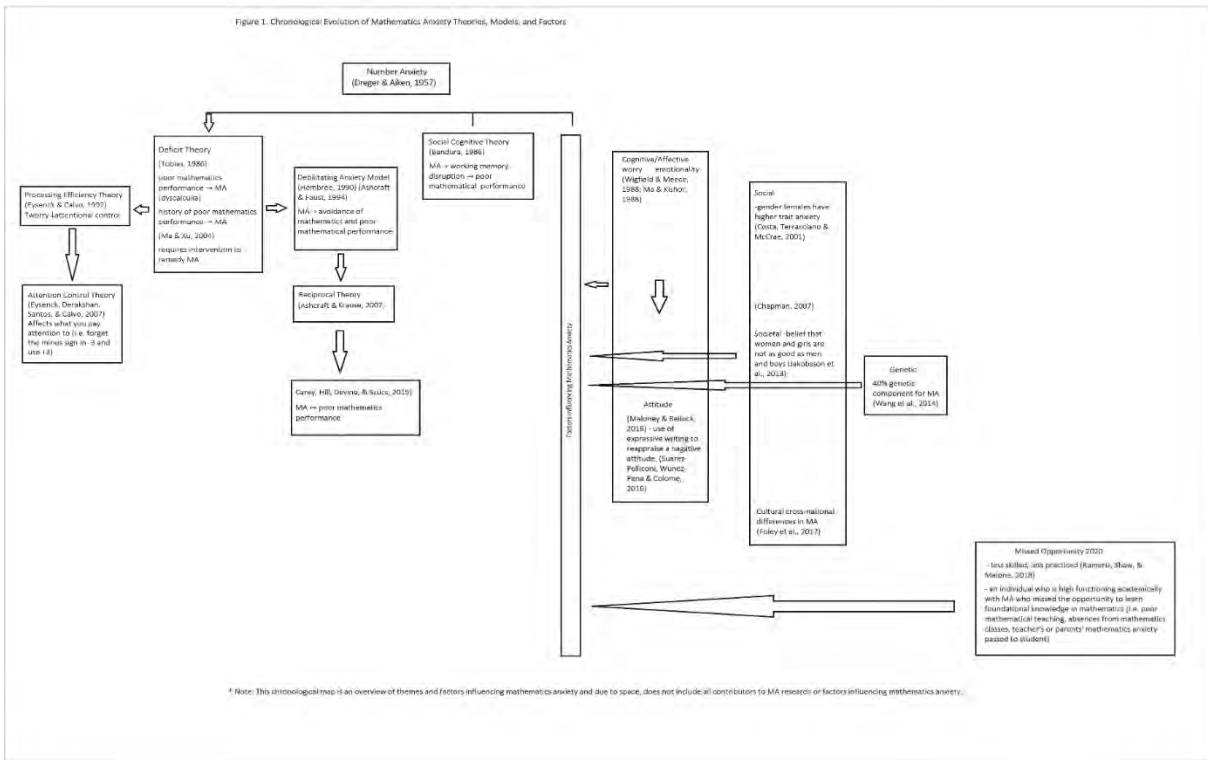 Figure 1. Chronological Evolution of Mathematics Anxiety Theories, Models, and Factors
Number Anxiety
(Dreger & Aiken, 1957)
Deficit Theory
(Tobias, 1986)
poor mathematics
performance → MA
(dyscalculia)
history of poor mathematics
performance → MA
(Ma & Xu, 2004)
requires intervention to
remedy MA
Social Cognitive Theory
(Bandura, 1986)
MA → working memory
disruption → poor
mathematical performance
Processing Efficiency Theory
(Eysenck & Calvo, 1992)
attentional control
Attention Control Theory
(Eysenck, Derakshan,
Santos, & Calvo, 2007)
Affects what you pay
attention to (i.e. forget
the minus sign in -3 and
use +3)
Debilitating Anxiety Model
(Hembree, 1990) (Ashcraft
& Faust, 1994)
MA → avoidance of
mathematics and poor
mathematical performance
Reciprocal Theory
(Ashcraft & Krause, 2007)
Carey, Hill, Devine, & Szücs, 2015)
MA ↔ poor mathematics
performance
Factors Influencing Mathematics Anxiety
Cognitive/Affective
worry emotionality
(Wigfield & Meece,
1988; Ma & Kishor,
1988)
Attitude
(Maloney & Beilock,
2016) - use of
expressive writing to
reappraise a nagative
attitude. (Suarez-
Pellicioni, Wunoz-
Pena & Colome,
2016)
Social
-gender females have
higher trait anxiety
(Costa, Terracciano &
McCrae, 2001)
(Chapman, 2007)
Societal -belief that
women and girls are
not as good as men
and boys (Jakobsson et
al., 2013)
Cultural cross-national
differences in MA
(Foley et al., 2017)
Genetic
40% genetic
component for MA
(Wang et al., 2014)
Missed Opportunity 2020
- less skilled, less practiced (Ramirez, Shaw, &
Malone, 2018)
- an individual who is high functioning academically
with MA who missed the opportunity to learn
foundational knowledge in mathematics (i.e. poor
mathematical teaching, absences from mathematics
classes, teacher's or parents' mathematics anxiety
passed to student)
* Note: This chronological map is an overview of themes and factors influencing mathematics anxiety and due to space, does not include all contributors to MA research or factors influencing mathematics anxiety.